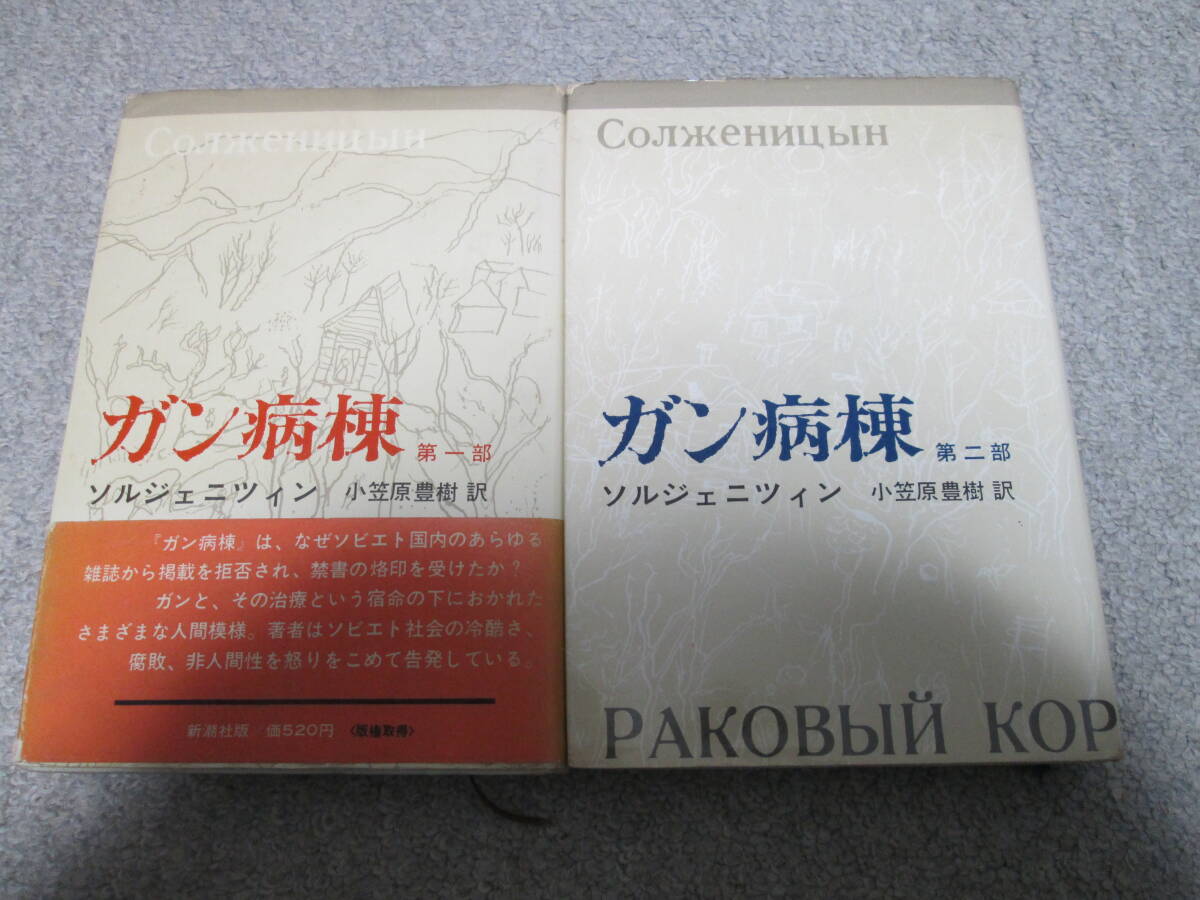 Солженицын
ガン病棟 第一部
ソルジェニツィン 小笠原豊樹 訳
『ガン病棟』は、なぜソビエト国内のあらゆる
雑誌から掲載を拒否され、禁書の烙印を受けたか?
ガンと、その治療という宿命の下におかれた
さまざまな人間模様。著者はソビエト社会の冷酷さ、
腐敗、非人間性を怒りをこめて告発している。
新潮社版/価520円 〈版権取得〉
Солженицын
ガン病棟 第二部
ソルジェニツィン 小笠原豊樹 訳
РАКОВЫЙ КОР